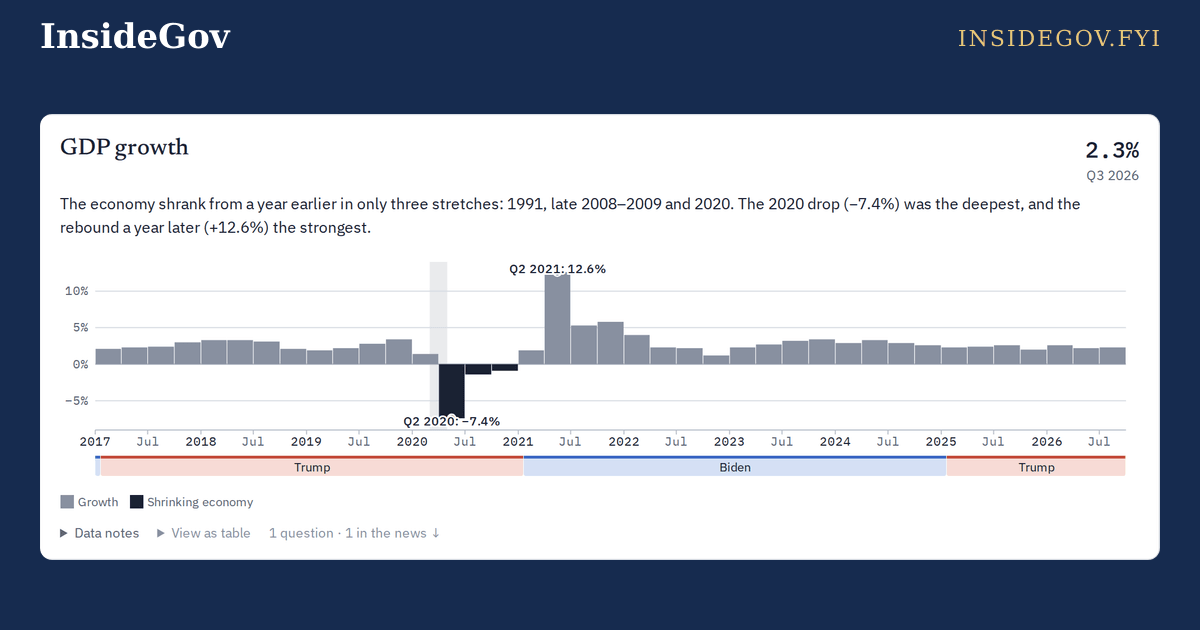 InsideGov
INSIDEGOV.FYI
GDP growth
2.3%
Q3 2026
The economy shrank from a year earlier in only three stretches: 1991, late 2008–2009 and 2020. The 2020 drop (−7.4%) was the deepest, and the
rebound a year later (+12.6%) the strongest.
Q2 2021: 12.6%
10%
5%
0%
−5%
Q2 2020: −7.4%
2017 Jul 2018 Jul 2019 Jul 2020 Jul 2021 Jul 2022 Jul 2023 Jul 2024 Jul 2025 Jul 2026 Jul
Trump Biden Trump
Growth Shrinking economy
▶ Data notes ▶ View as table 1 question · 1 in the news ↓